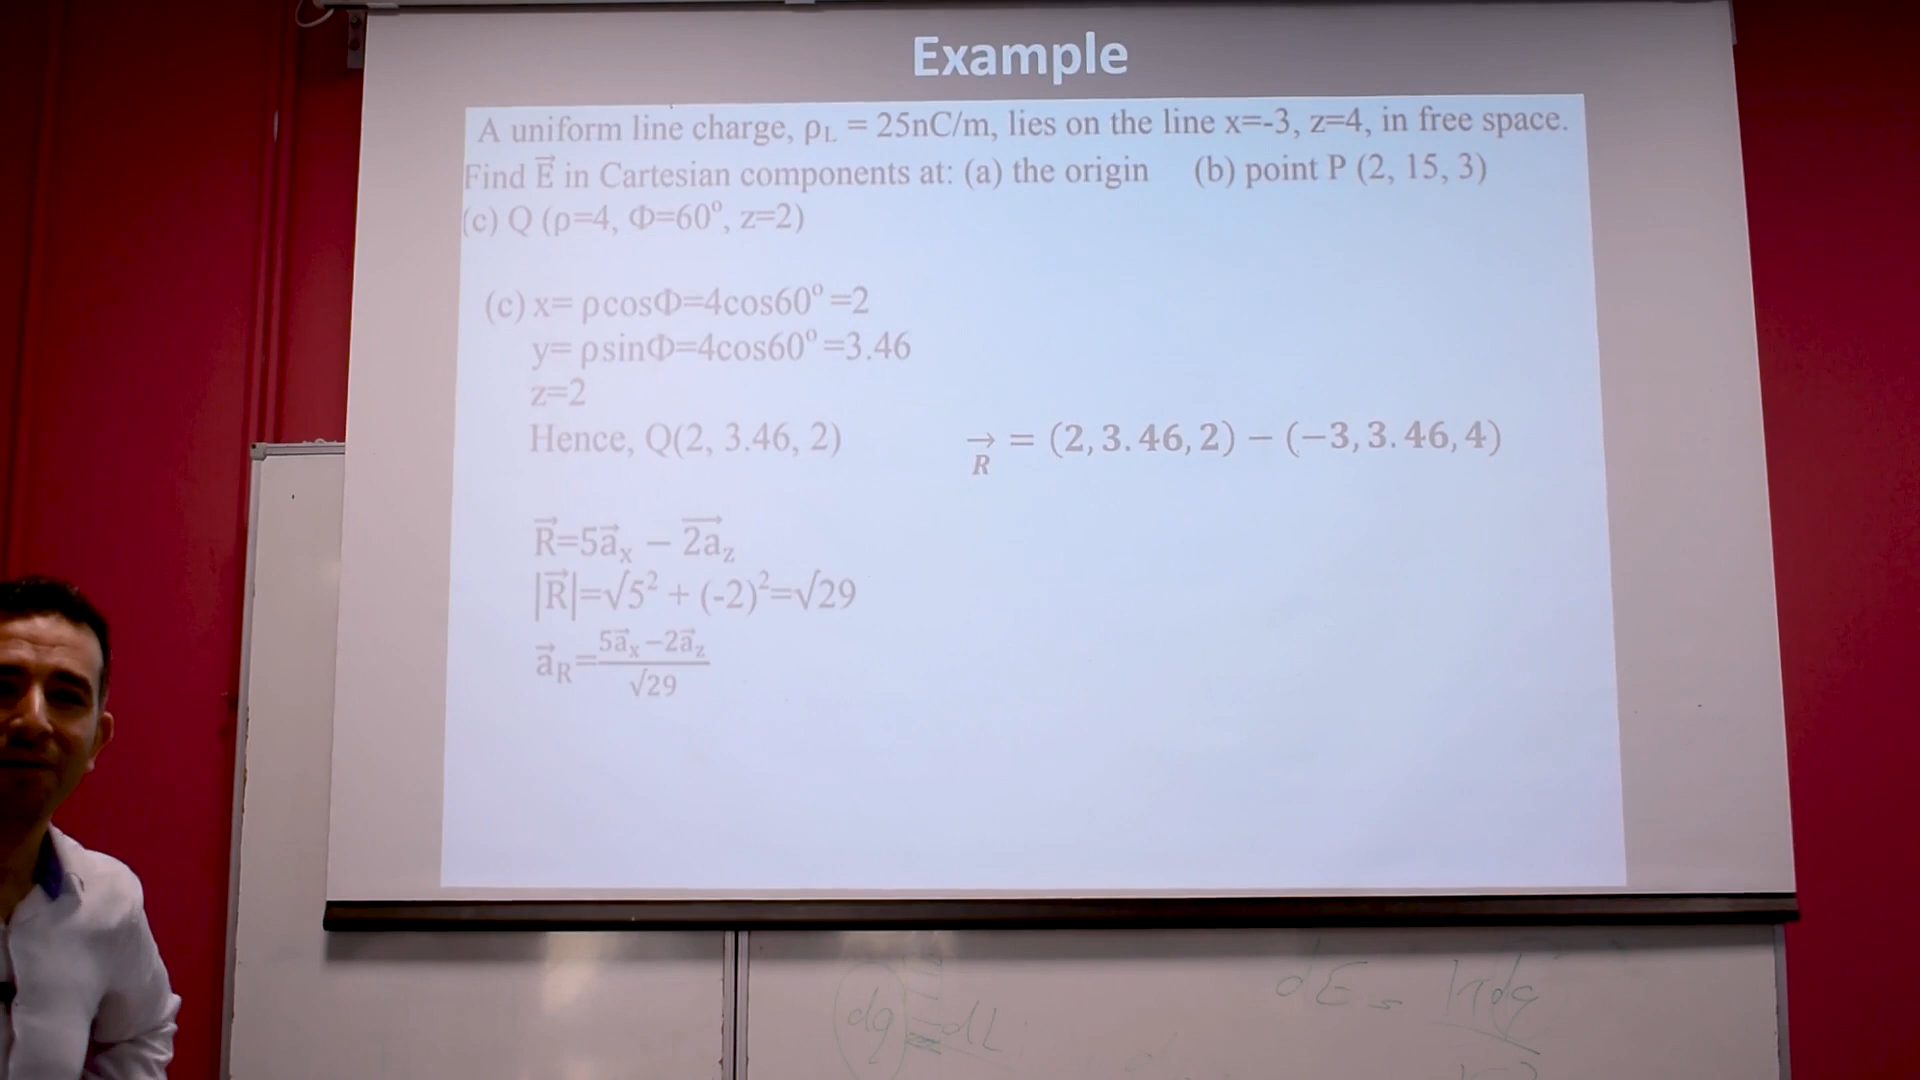 Example
A uniform line charge, ρL = 25nC/m, lies on the line x=-3, z=4, in free space.
Find E⃗ in Cartesian components at: (a) the origin (b) point P (2, 15, 3)
(c) Q (ρ=4, Φ=60°, z=2)
(c) x= ρcosΦ=4cos60° =2
y= ρsinΦ=4cos60° =3.46
z=2
Hence, Q(2, 3.46, 2)
→R = (2, 3.46, 2) − (−3, 3.46, 4)
R⃗=5a⃗x − 2a⃗z
|R⃗|=√5² + (-2)²=√29
a⃗R= 5a⃗x −2a⃗z / √29
dq = dL
dE =